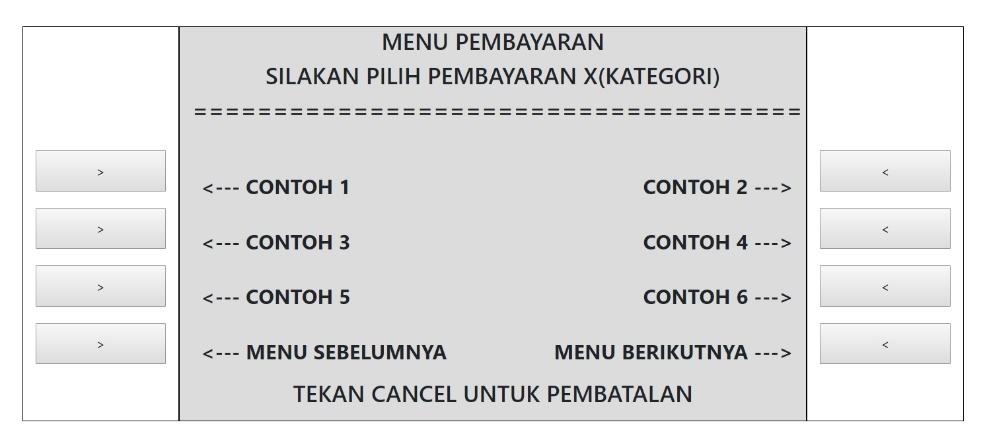 MENU PEMBAYARAN
SILAKAN PILIH PEMBAYARAN X(KATEGORI)
======================================
> <--- CONTOH 1 CONTOH 2 ---> <
> <--- CONTOH 3 CONTOH 4 ---> <
> <--- CONTOH 5 CONTOH 6 ---> <
> <--- MENU SEBELUMNYA MENU BERIKUTNYA ---> <
TEKAN CANCEL UNTUK PEMBATALAN